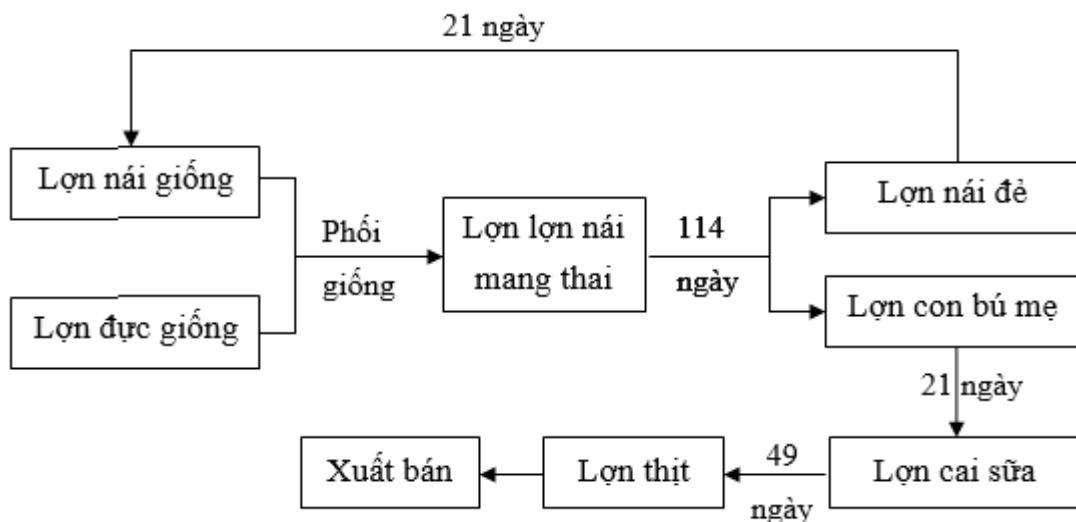 21 ngày
Lợn nái giống
Lợn đực giống
Phối
giống
Lợn lợn nái
mang thai
114
ngày
Lợn nái đẻ
Lợn con bú mẹ
21 ngày
Xuất bán
Lợn thịt
49
ngày
Lợn cai sữa